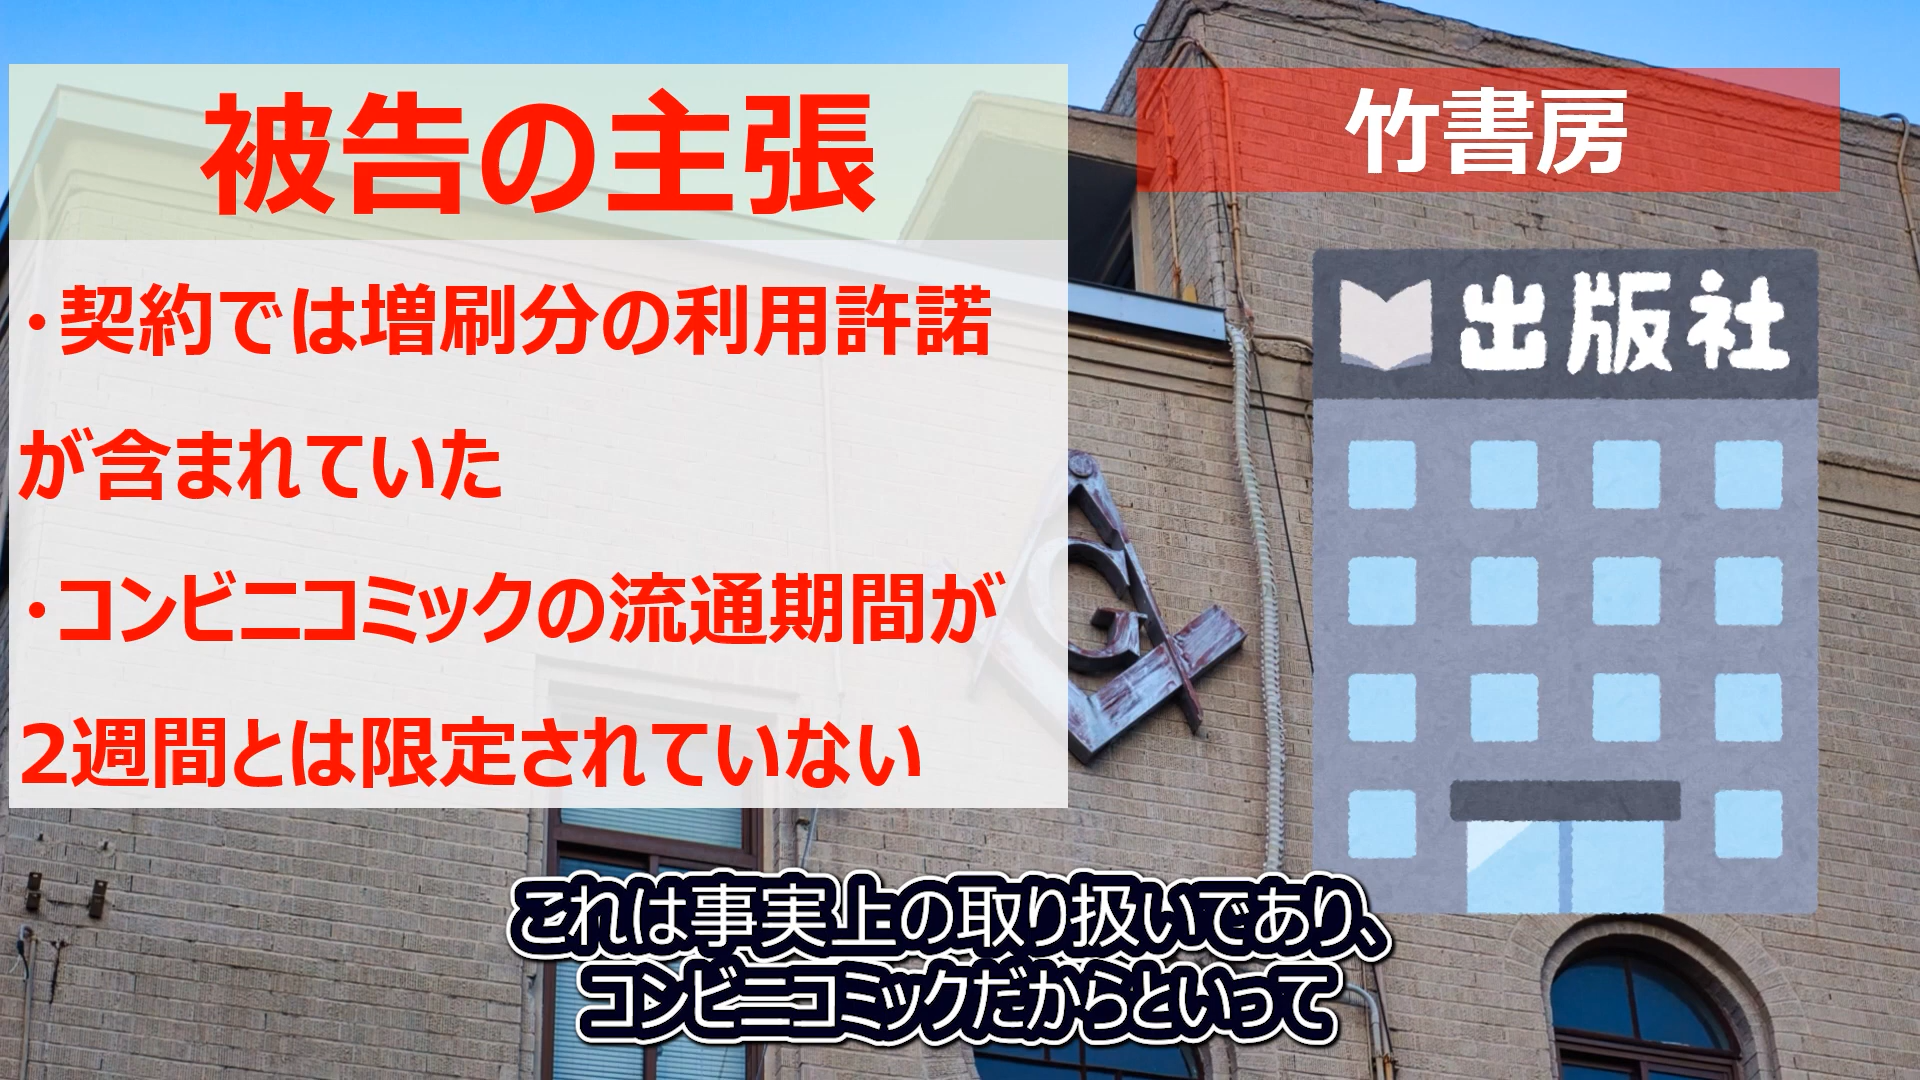 被告の主張
・契約では増刷分の利用許諾
が含まれていた
・コンビニコミックの流通期間が
2週間とは限定されていない
竹書房
出版社
G
これは事実上の取り扱いであり、
コンビニコミックだからといって